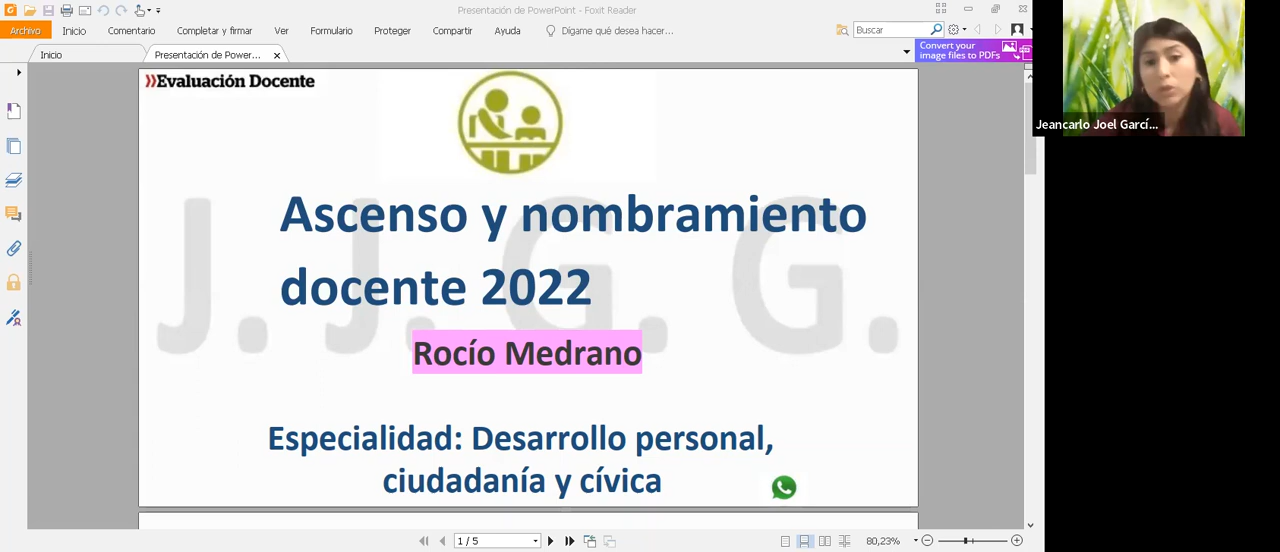 Presentación de PowerPoint - Foxit Reader
Archivo Inicio Comentario Completar y firmar Ver Formulario Proteger Compartir Ayuda Dígame qué desea hacer... Buscar
Inicio Presentación de Power... Convert your
image files to PDFs
»Evaluación Docente
Ascenso y nombramiento
docente 2022
J. J. G. G.
Rocío Medrano
Especialidad: Desarrollo personal,
ciudadanía y cívica
Jeancarlo Joel Garcí...
1 / 5 80,23%